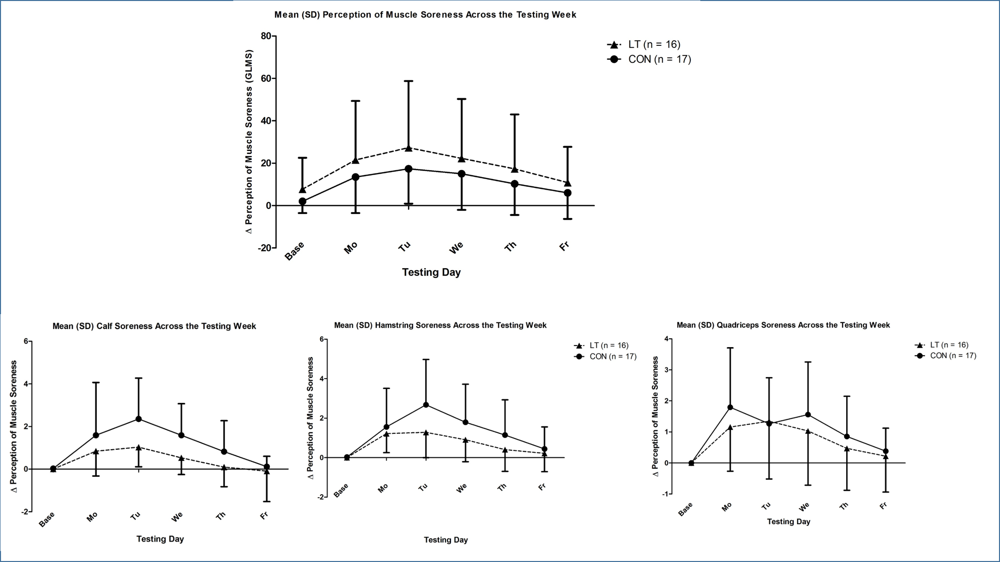 Mean (SD) Perception of Muscle Soreness Across the Testing Week
Δ Perception of Muscle Soreness (GLMS)
80
60
40
20
0
-20
Base
Mo
Tu
We
Th
Fr
Testing Day
LT (n = 16)
CON (n = 17)
Mean (SD) Calf Soreness Across the Testing Week
Δ Perception of Muscle Soreness
6
4
2
0
-2
Base
Mo
Tu
We
Th
Fr
Testing Day
Mean (SD) Hamstring Soreness Across the Testing Week
Δ Perception of Muscle Soreness
6
4
2
0
-2
Base
Mo
Tu
We
Th
Fr
Testing Day
LT (n = 16)
CON (n = 17)
Mean (SD) Quadriceps Soreness Across the Testing Week
Δ Perception of Muscle Soreness
4
3
2
1
0
-1
Base
Mo
Tu
We
Th
Fr
Testing Day
LT (n = 16)
CON (n = 17)